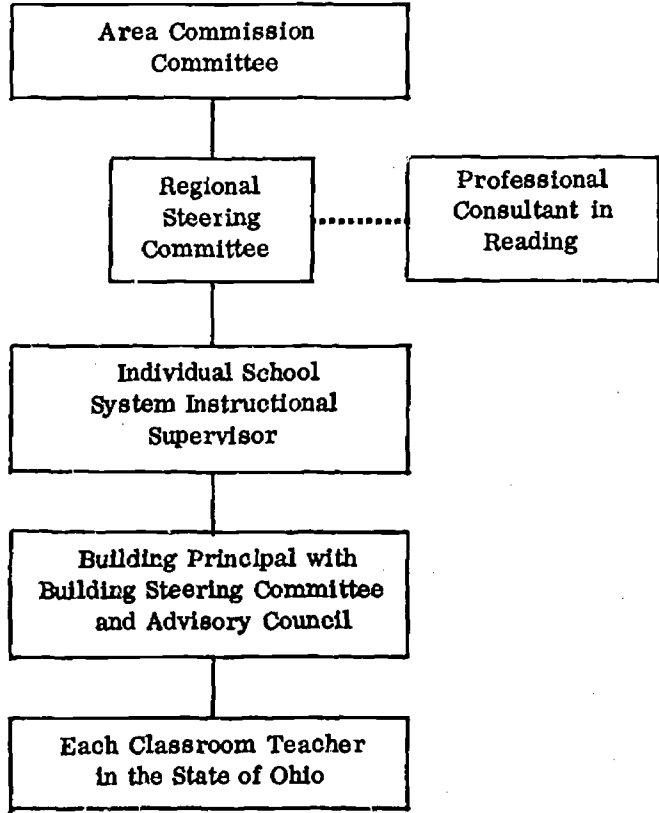 Area Commission
Committee
Regional
Steering
Committee
Professional
Consultant in
Reading
Individual School
System Instructional
Supervisor
Building Principal with
Building Steering Committee
and Advisory Council
Each Classroom Teacher
in the State of Ohio